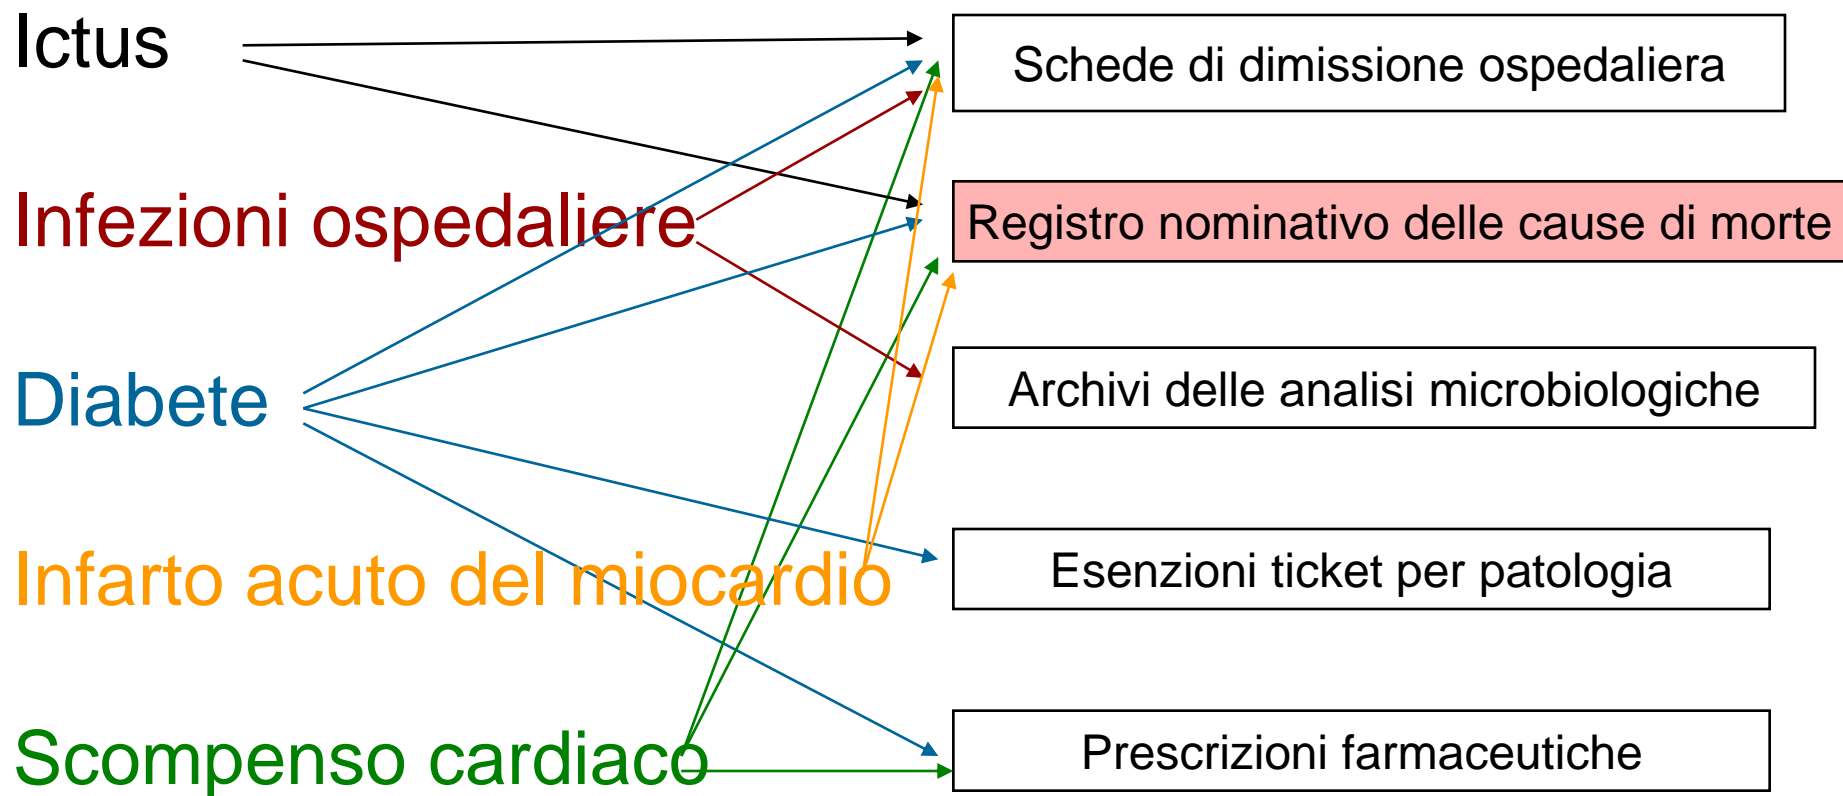 Ictus
Schede di dimissione ospedaliera
Infezioni ospedaliere
Registro nominativo delle cause di morte
Diabete
Archivi delle analisi microbiologiche
Infarto acuto del miocardio
Esenzioni ticket per patologia
Scompenso cardiaco
Prescrizioni farmaceutiche